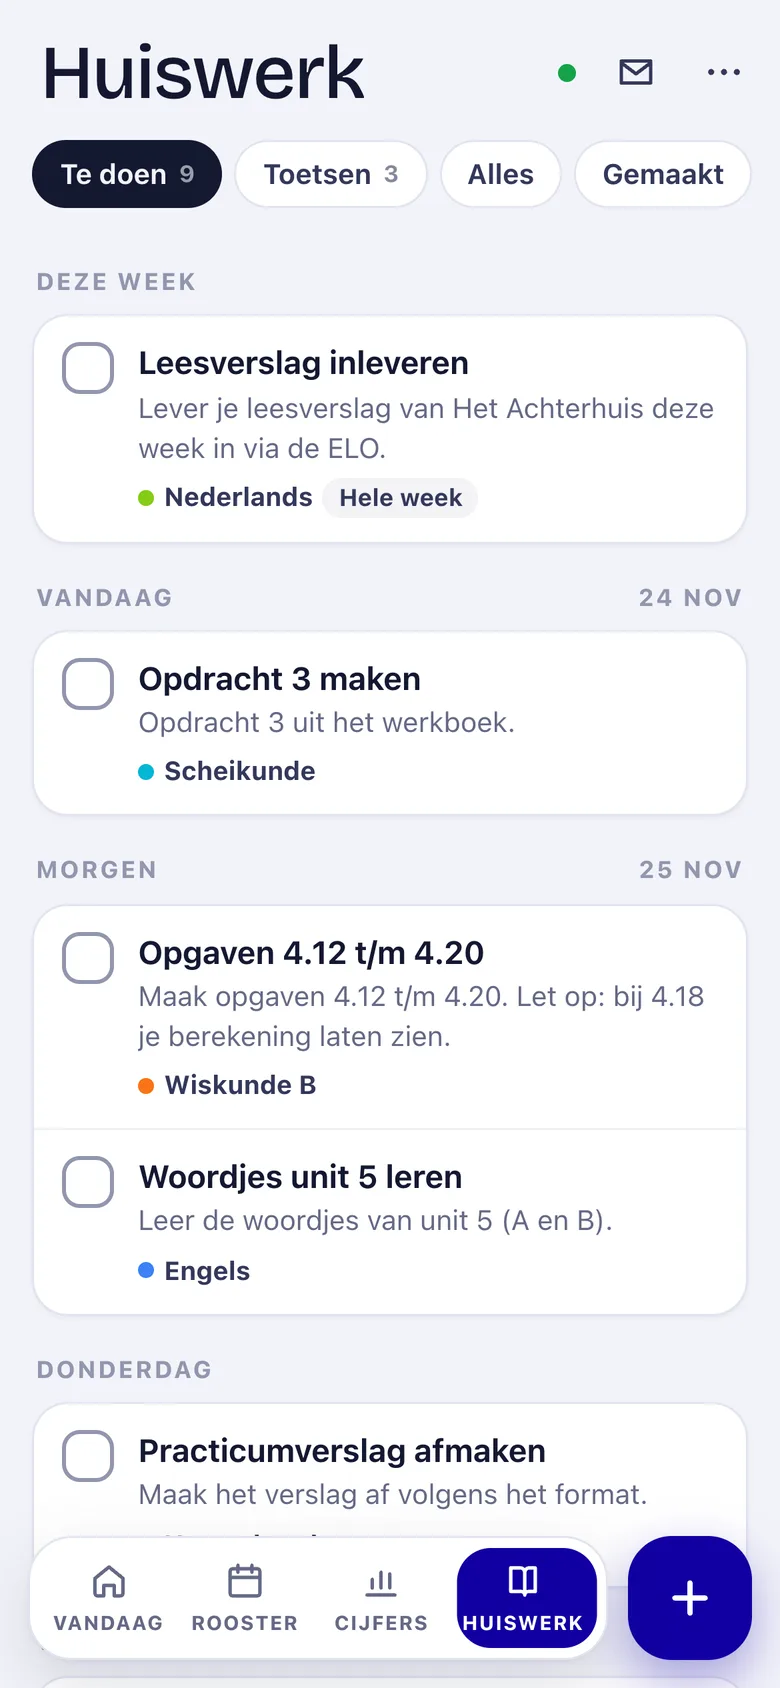 Huiswerk
Te doen 9
Toetsen 3
Alles
Gemaakt
DEZE WEEK
Leesverslag inleveren
Lever je leesverslag van Het Achterhuis deze
week in via de ELO.
Nederlands Hele week
VANDAAG 24 NOV
Opdracht 3 maken
Opdracht 3 uit het werkboek.
Scheikunde
MORGEN 25 NOV
Opgaven 4.12 t/m 4.20
Maak opgaven 4.12 t/m 4.20. Let op: bij 4.18
je berekening laten zien.
Wiskunde B
Woordjes unit 5 leren
Leer de woordjes van unit 5 (A en B).
Engels
DONDERDAG
Practicumverslag afmaken
Maak het verslag af volgens het format.
VANDAAG
ROOSTER
CIJFERS
HUISWERK